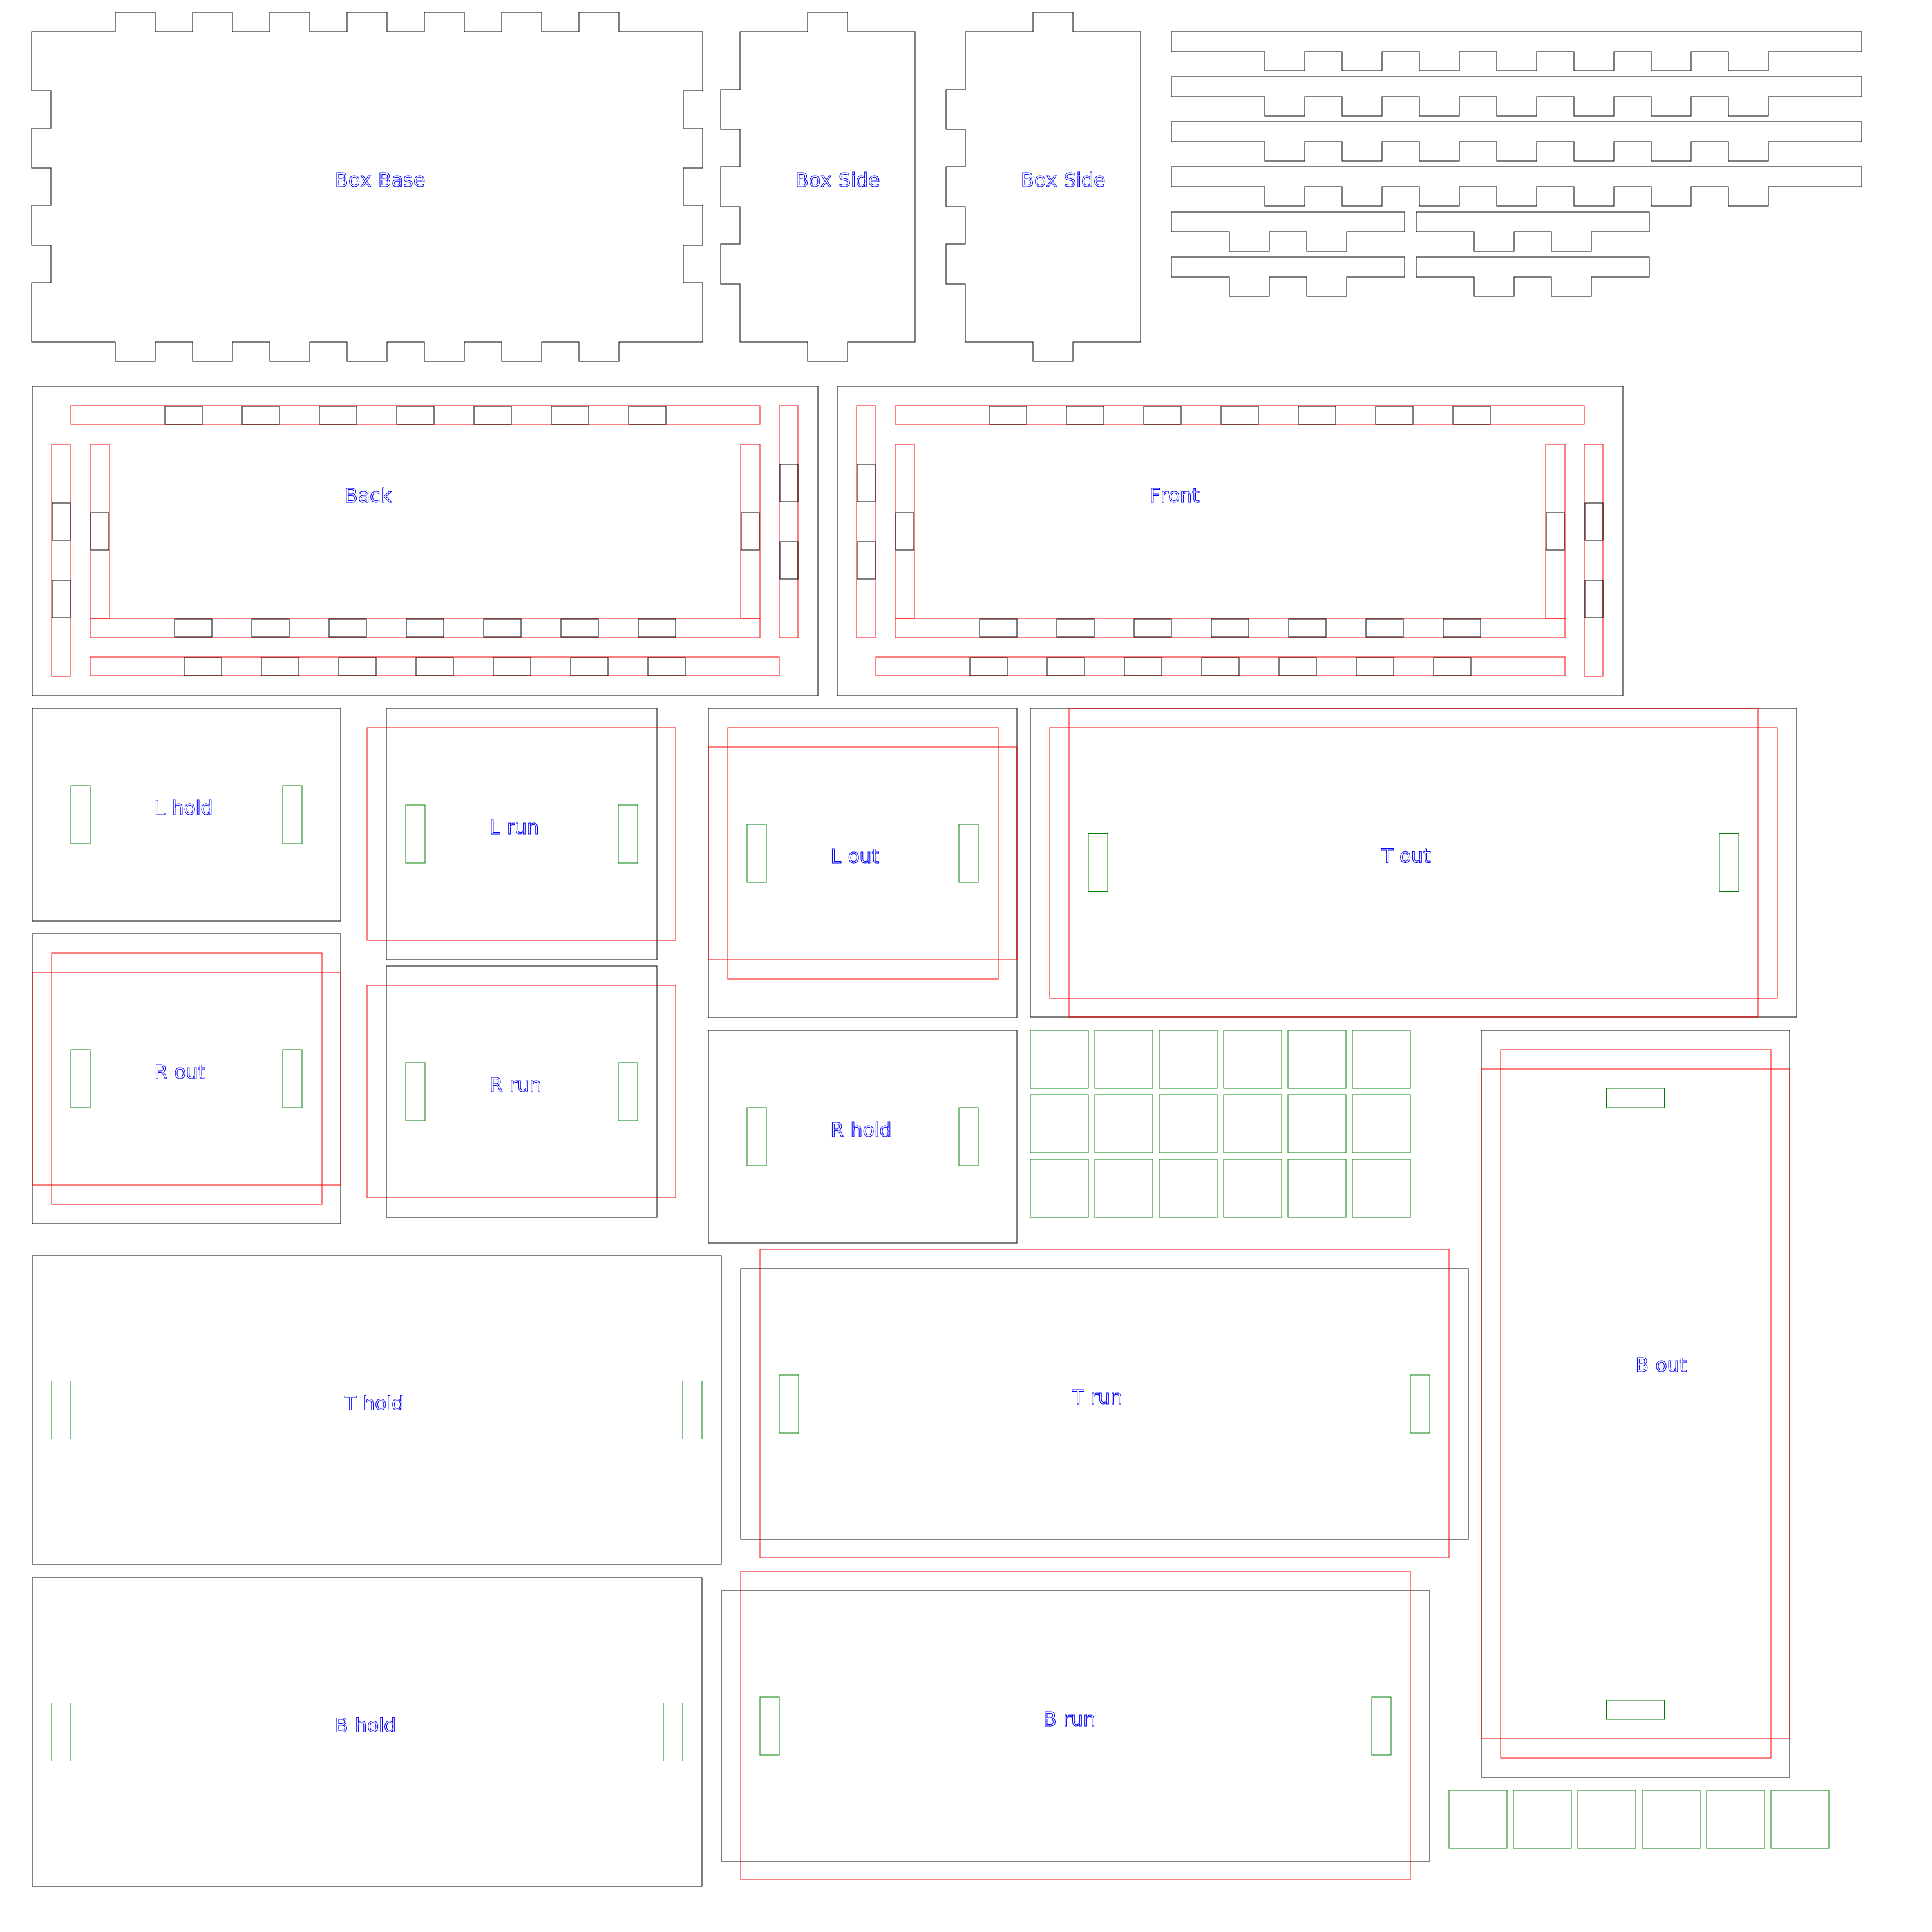 Box Base
Box Side
Box Side
Back
Front
L hold
L run
L out
T out
R out
R run
R hold
B out
T hold
T run
B hold
B run